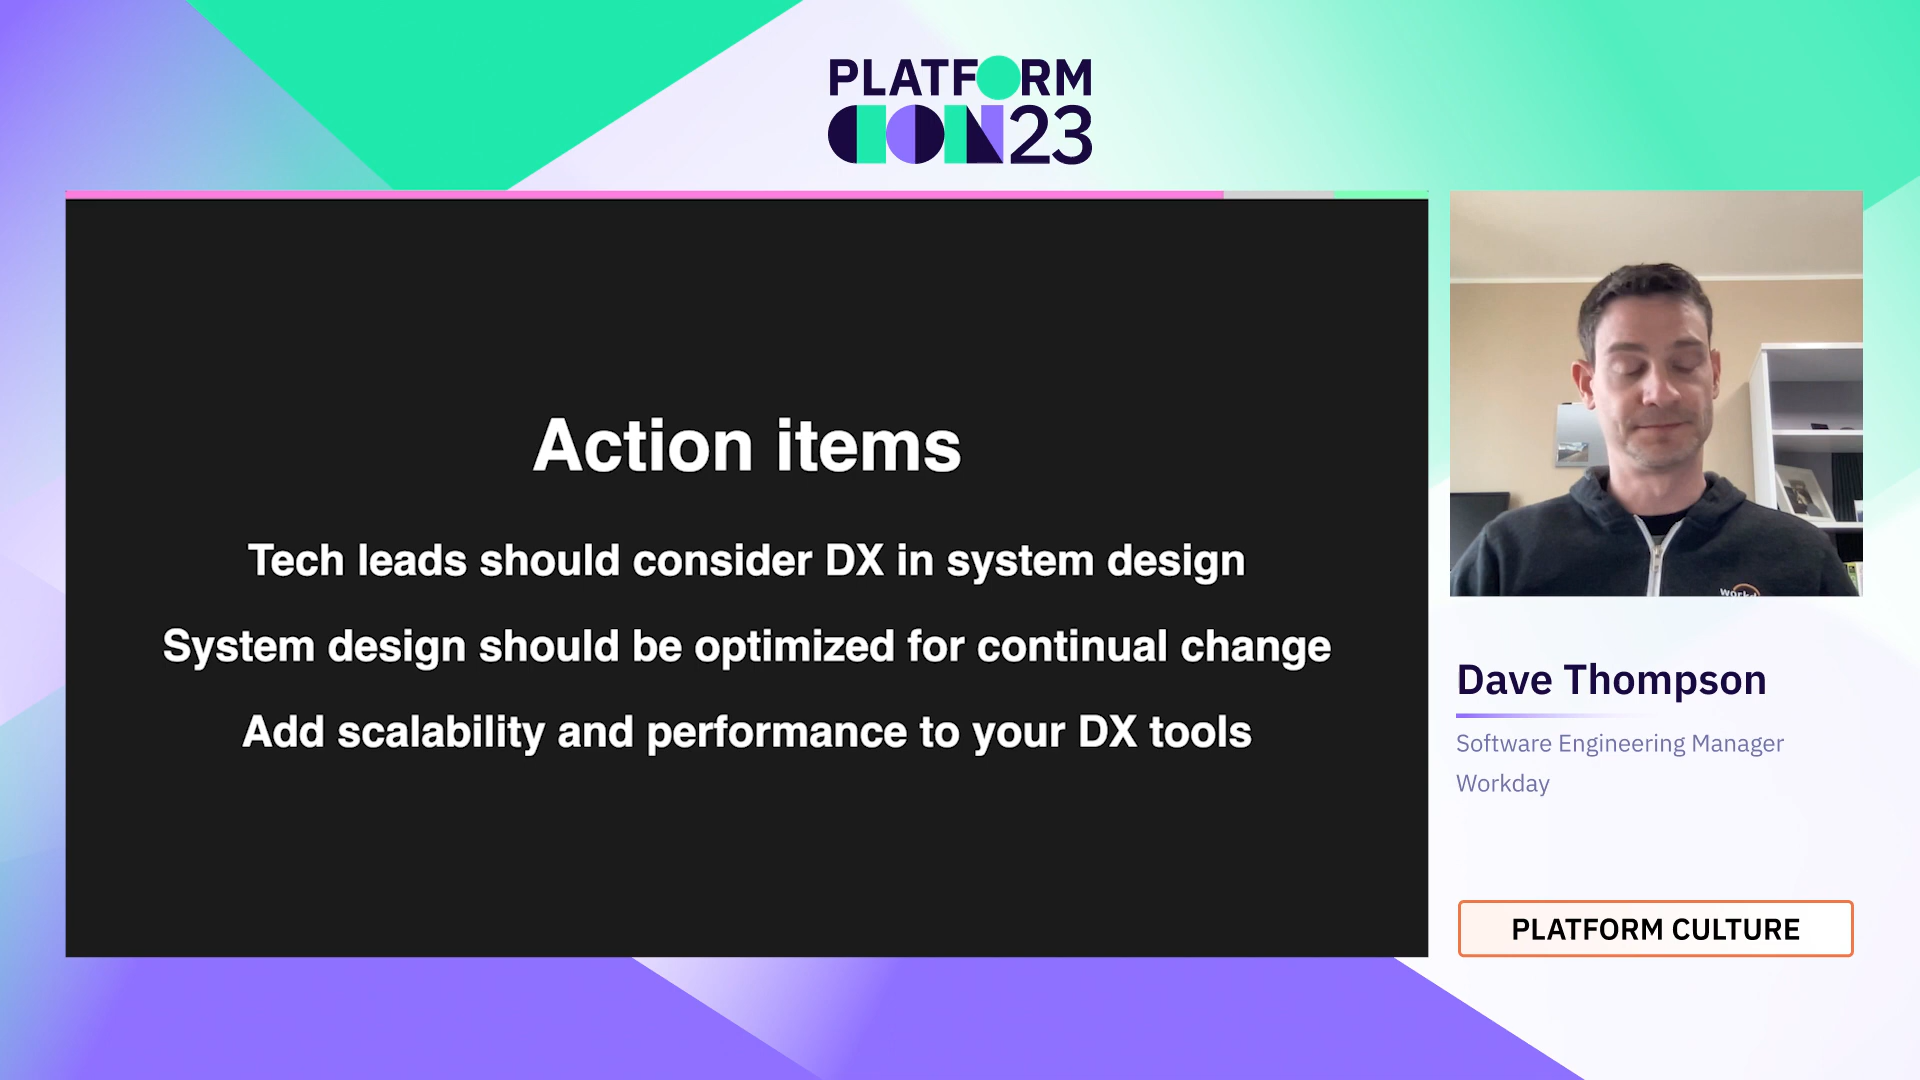 PLATFORM
CON23
Action items
Tech leads should consider DX in system design
System design should be optimized for continual change
Add scalability and performance to your DX tools
Dave Thompson
Software Engineering Manager
Workday
PLATFORM CULTURE